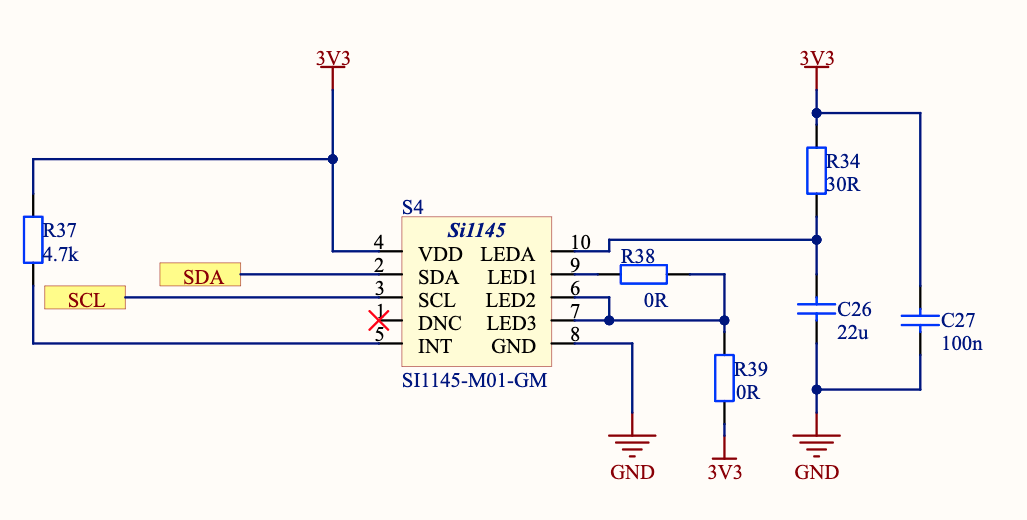 3V3
3V3
R37
4.7k
SDA
SCL
S4
Si1145
4 VDD LEDA 10
2 SDA LED1 9
3 SCL LED2 6
1 DNC LED3 7
5 INT GND 8
SI1145-M01-GM
R38
0R
R34
30R
C26
22u
C27
100n
R39
0R
GND
3V3
GND